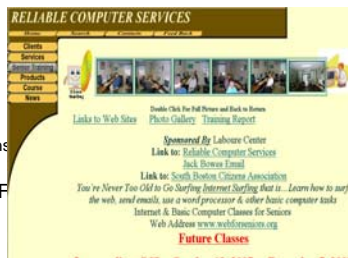 RELIABLE COMPUTER SERVICES
Home Search Contacts Feed Back
Clients
Services
Products
Course
News
Double Click For Full Picture and Back to Return
Links to Web Sites Photo Gallery Training Report
Sponsored By Laboure Center
Link to: Reliable Computer Services
Jack Bowes Email
Link to: South Boston Citizens Association
You're Never Too Old to Go Surfing Internet Surfing that is... Learn how to surf
the web, send emails, use a word processor & other basic computer tasks
Internet & Basic Computer Classes for Seniors
Web Address www.webforseniors.org
Future Classes